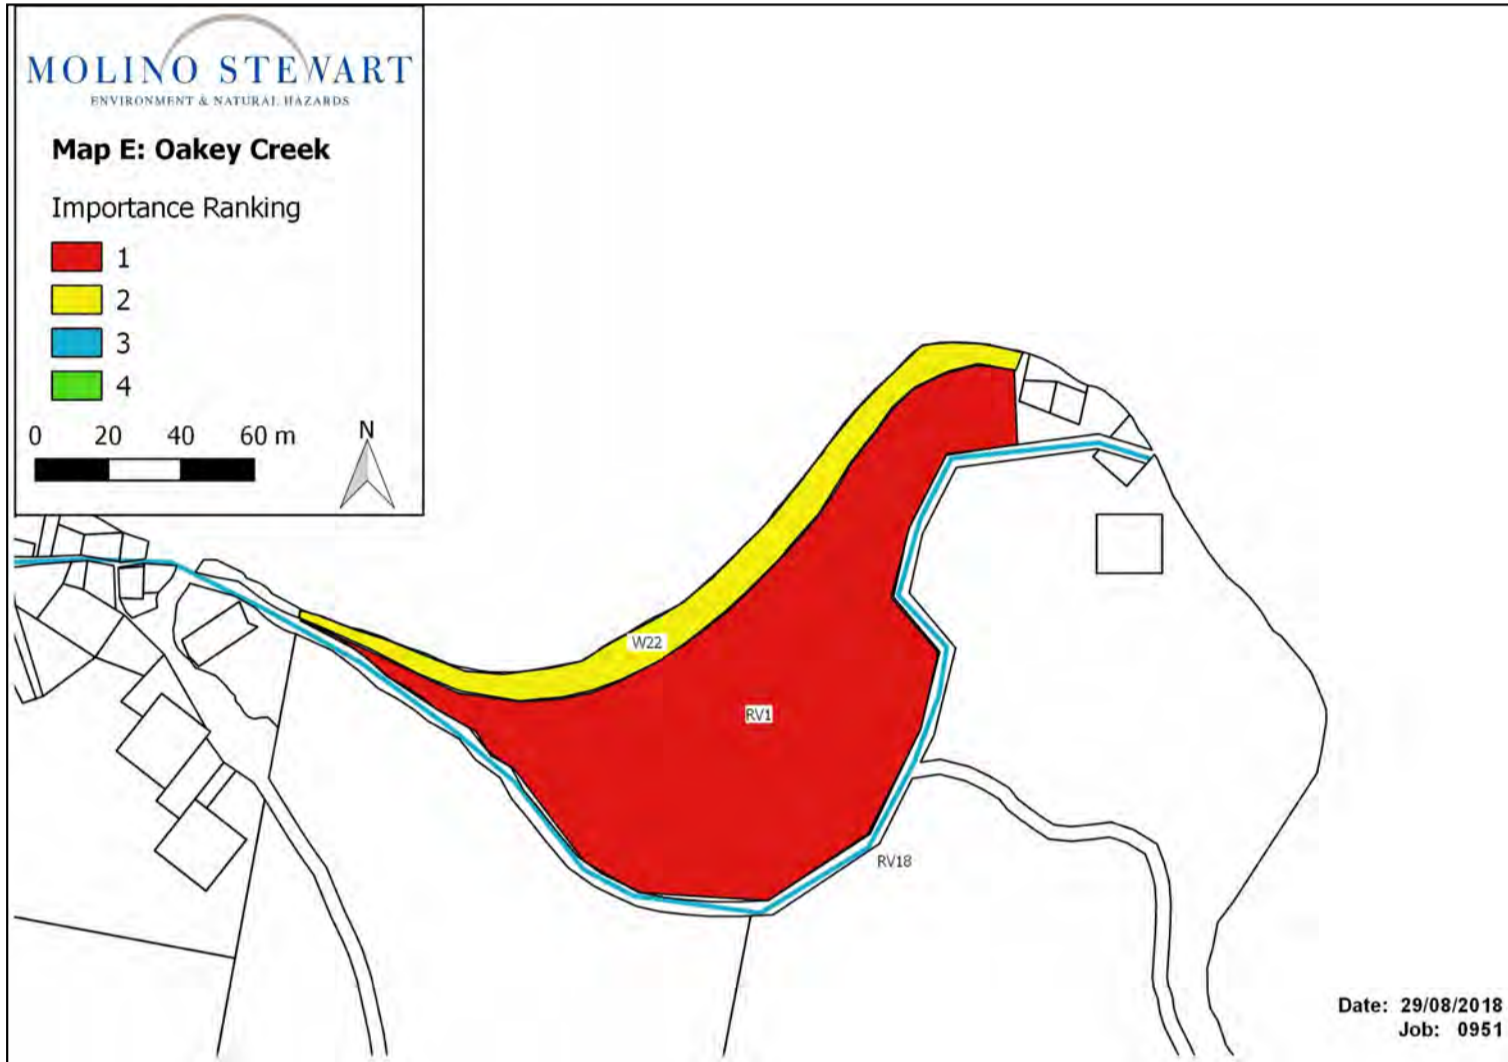 MOLINO STEWART
ENVIRONMENT & NATURAL HAZARDS
Map E: Oakey Creek
Importance Ranking
1
2
3
4
0 20 40 60 m
N
W22
RV1
RV18
Date: 29/08/2018
Job: 0951